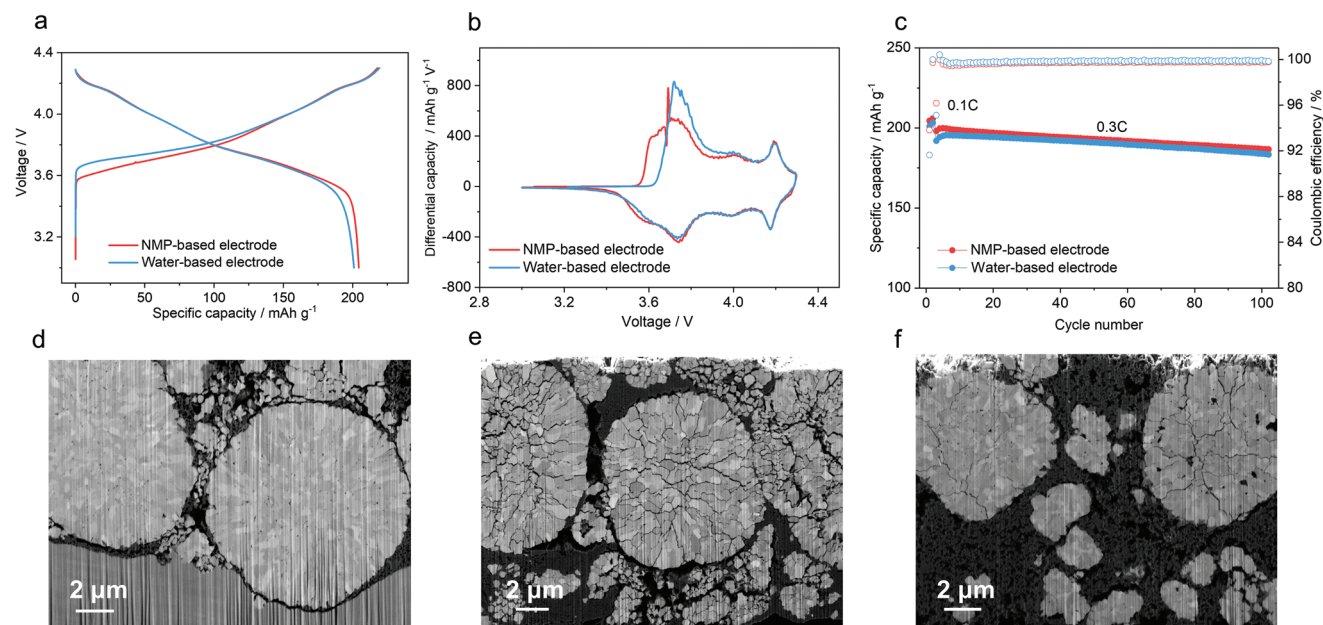 a
4.4
4.0
3.6
3.2
Voltage / V
NMP-based electrode
Water-based electrode
0
50
100
150
200
Specific capacity / mAh g⁻¹
b
800
400
0
-400
-800
Differential capacity / mAh g⁻¹ V⁻¹
NMP-based electrode
Water-based electrode
2.8
3.2
3.6
4.0
4.4
Voltage / V
c
250
200
150
100
Specific capacity / mAh g⁻¹
0.1C
0.3C
NMP-based electrode
Water-based electrode
100
96
92
88
84
80
Coulombic efficiency / %
0
20
40
60
80
100
Cycle number
d
2 µm
e
2 µm
f
2 µm